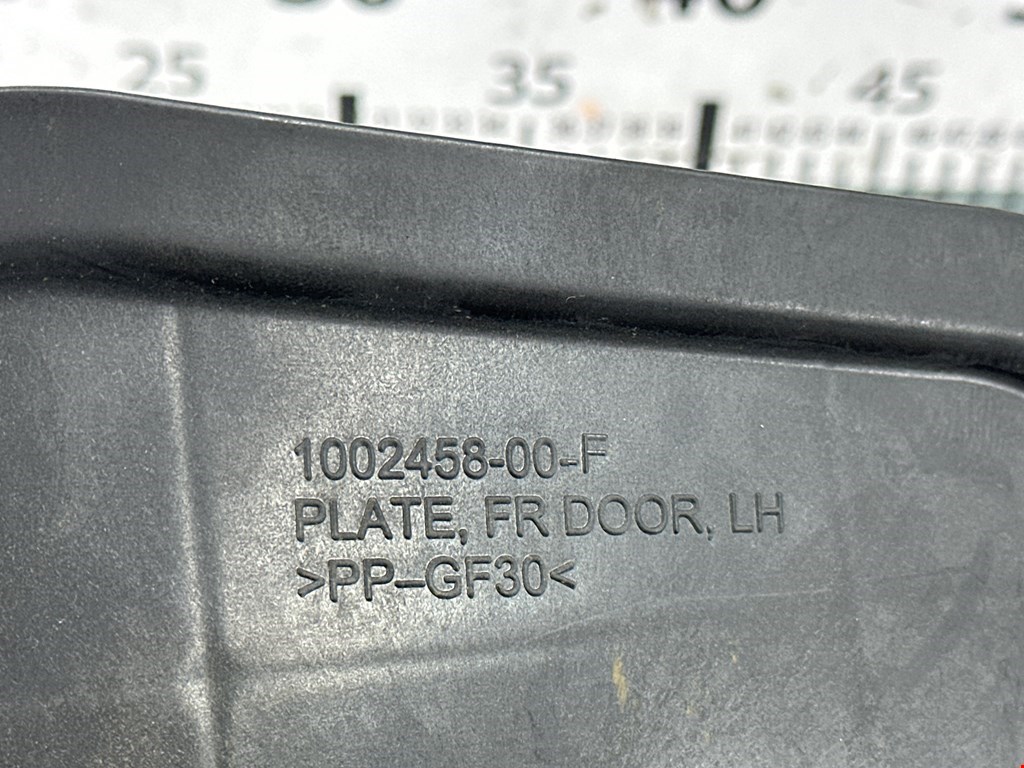 25 35 45
1002458-00-F
PLATE, FR DOOR, LH
>PP-GF30<